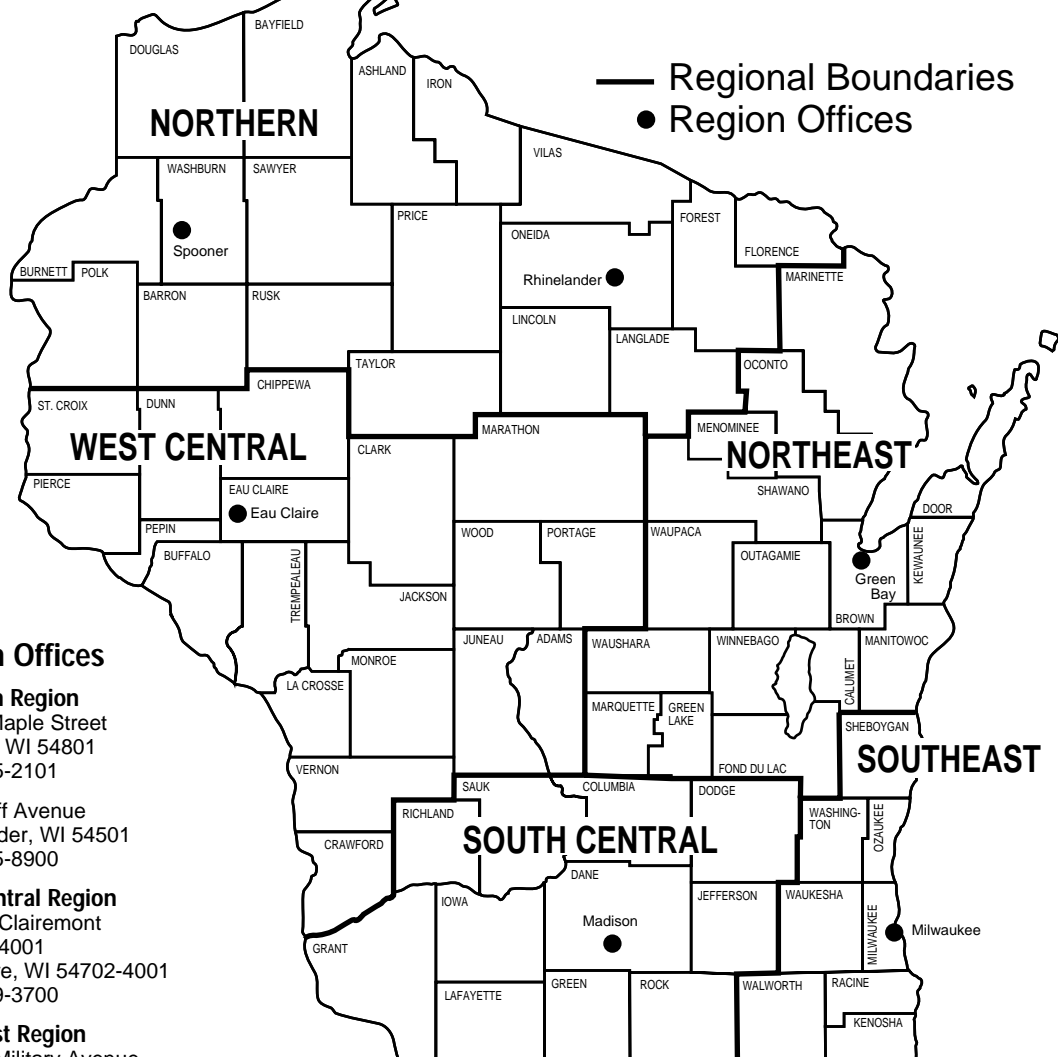 BAYFIELD
DOUGLAS
ASHLAND
IRON
Regional Boundaries
Region Offices
NORTHERN
VILAS
WASHBURN
SAWYER
PRICE
FOREST
ONEIDA
FLORENCE
Spooner
BURNETT
POLK
Rhinelander
MARINETTE
BARRON
RUSK
LINCOLN
LANGLADE
TAYLOR
OCONTO
CHIPPEWA
ST. CROIX
DUNN
MENOMINEE
MARATHON
WEST CENTRAL
CLARK
NORTHEAST
PIERCE
EAU CLAIRE
SHAWANO
Eau Claire
DOOR
PEPIN
WOOD
PORTAGE
WAUPACA
BUFFALO
OUTAGAMIE
TREMPEALEAU
KEWAUNEE
Green
Bay
JACKSON
BROWN
JUNEAU
ADAMS
WAUSHARA
WINNEBAGO
MANITOWOC
MONROE
CALUMET
LA CROSSE
MARQUETTE
GREEN
LAKE
SHEBOYGAN
VERNON
FOND DU LAC
SOUTHEAST
SAUK
COLUMBIA
DODGE
RICHLAND
WASHING-
TON
OZAUKEE
SOUTH CENTRAL
CRAWFORD
DANE
IOWA
JEFFERSON
WAUKESHA
Madison
MILWAUKEE
Milwaukee
GRANT
LAFAYETTE
GREEN
ROCK
WALWORTH
RACINE
KENOSHA
Offices
Region
Maple Street
WI 54801
-2101
Avenue
WI 54501
-8900
Region
Clairemont
4001
WI 54702-4001
-3700
Region
Military Avenue